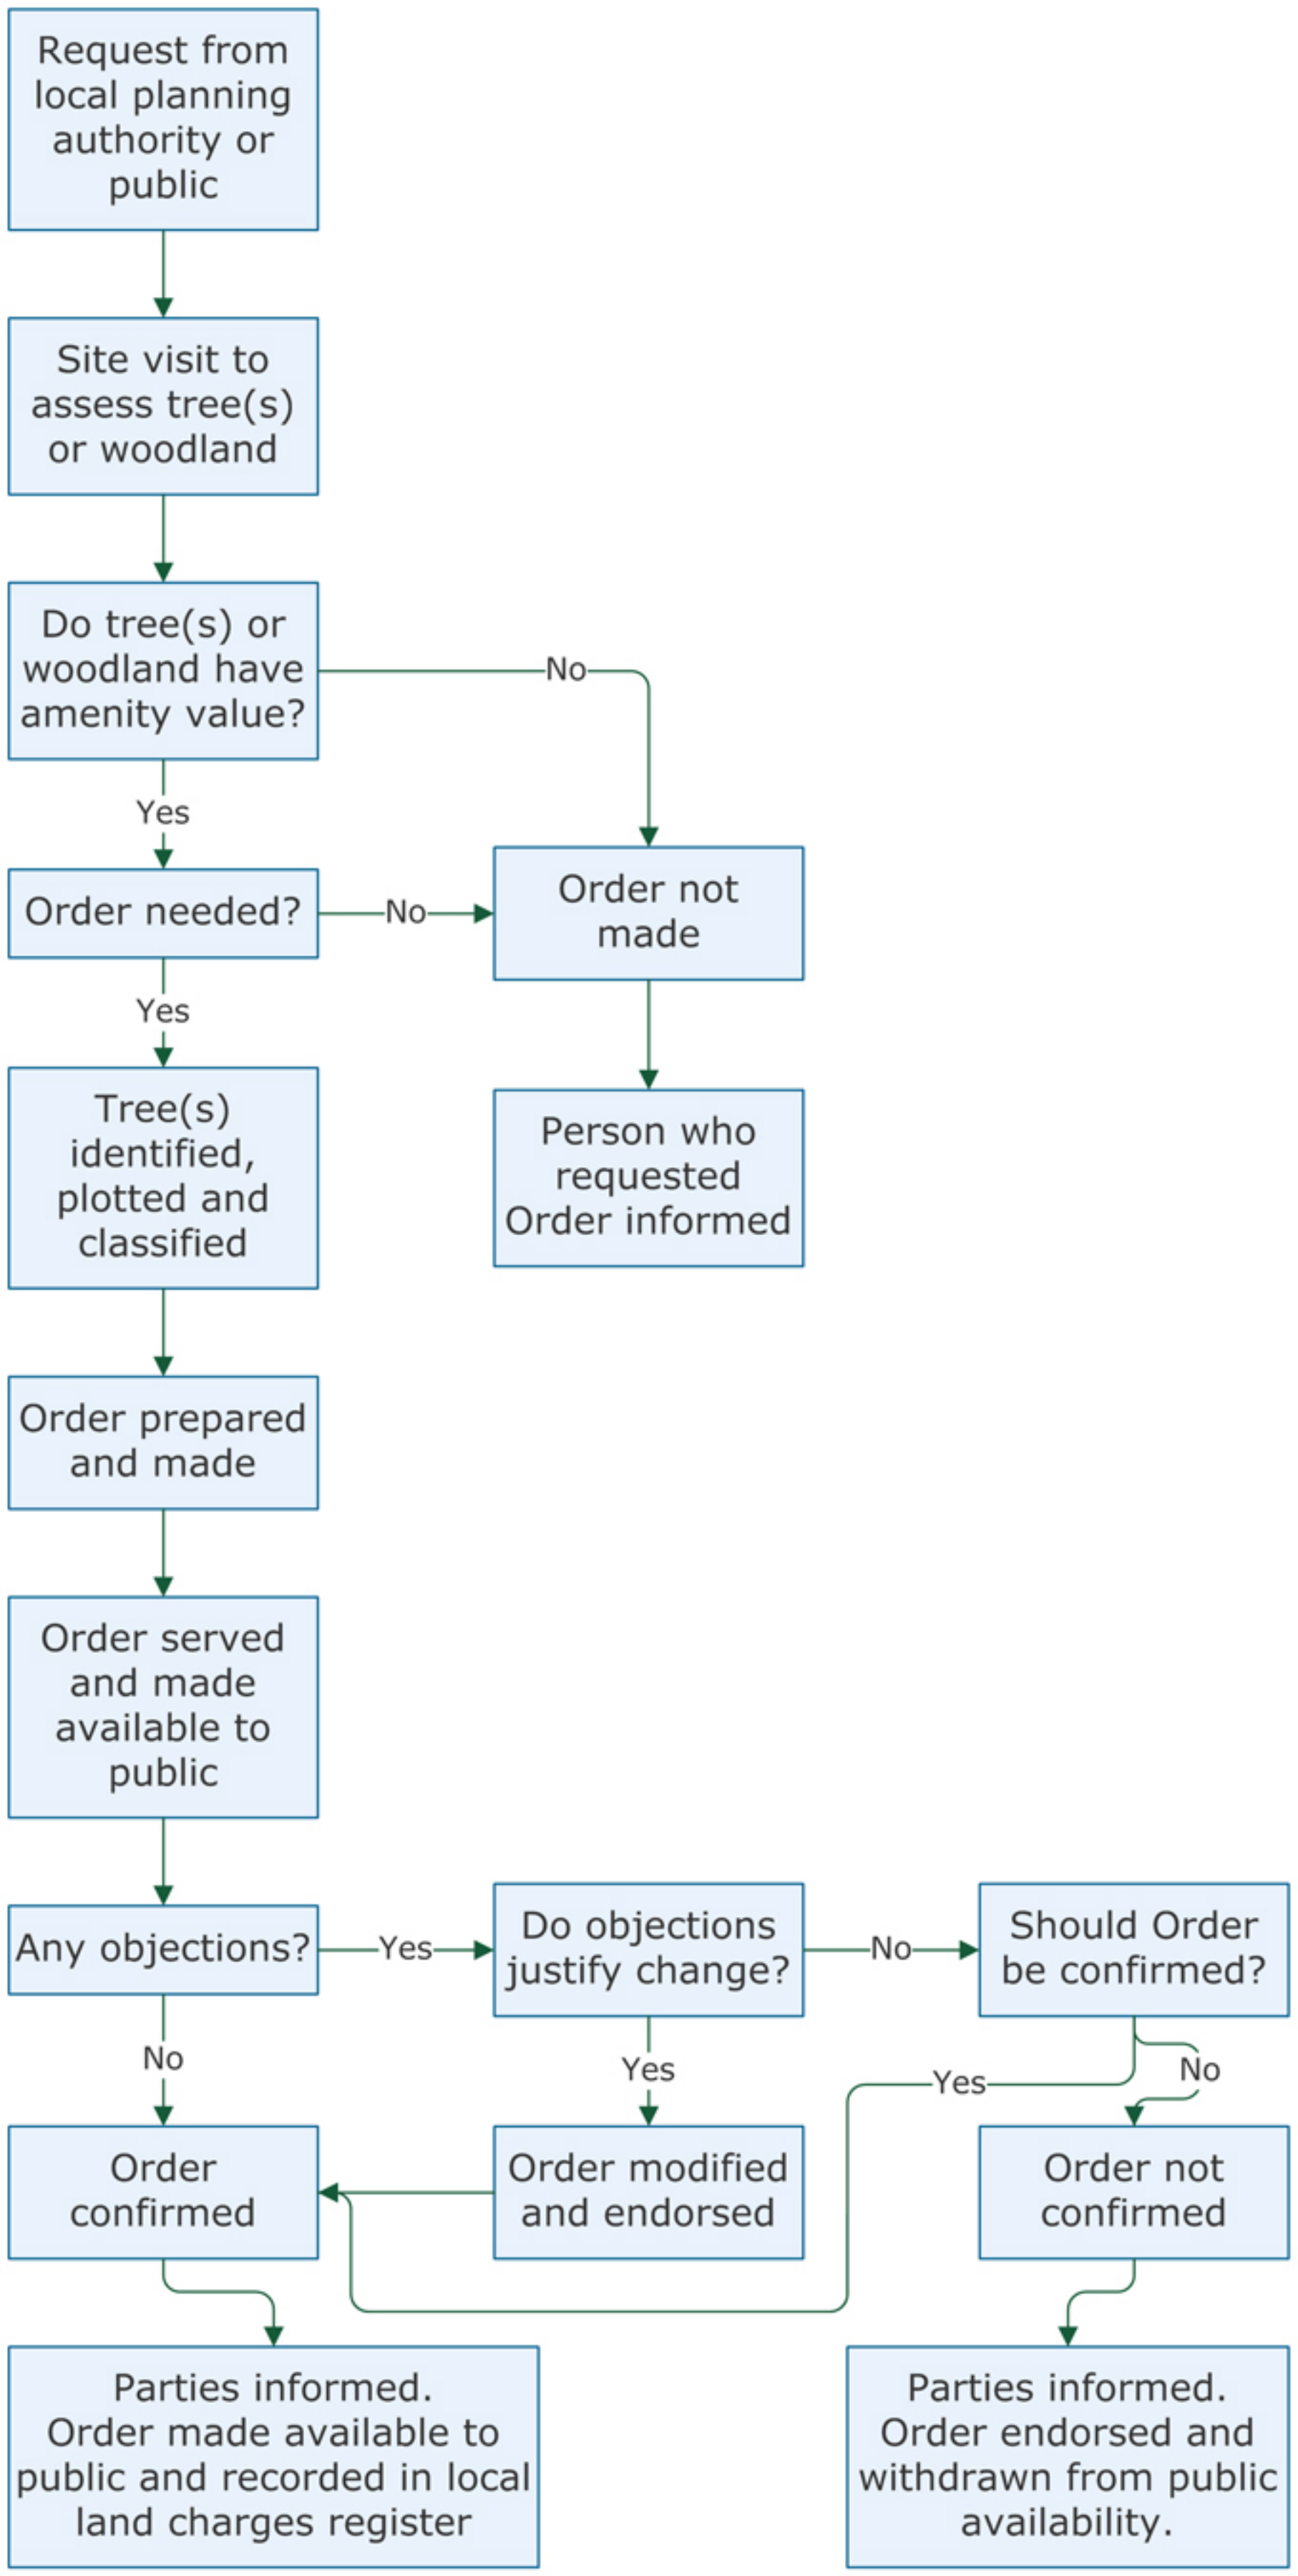 Request from
local planning
authority or
public
Site visit to
assess tree(s)
or woodland
Do tree(s) or
woodland have
amenity value?
No
Yes
Order needed?
No
Order not
made
Yes
Person who
requested
Order informed
Tree(s)
identified,
plotted and
classified
Order prepared
and made
Order served
and made
available to
public
Any objections?
Yes
Do objections
justify change?
No
Should Order
be confirmed?
No
Yes
Yes
No
Order
confirmed
Order modified
and endorsed
Order not
confirmed
Parties informed.
Order made available to
public and recorded in local
land charges register
Parties informed.
Order endorsed and
withdrawn from public
availability.